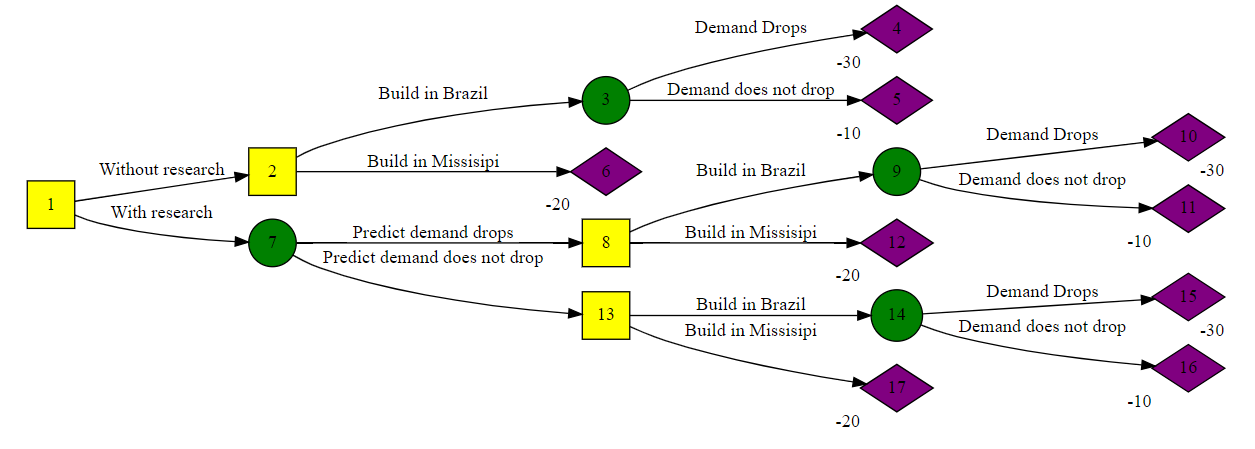 Demand Drops
4
-30
Build in Brazil
3
Demand does not drop
5
-10
Without research
2
Build in Missisipi
6
-20
1
With research
7
Predict demand drops
8
Build in Brazil
9
Demand Drops
10
-30
Demand does not drop
11
-10
Build in Missisipi
12
-20
Predict demand does not drop
13
Build in Brazil
14
Demand Drops
15
-30
Demand does not drop
16
-10
Build in Missisipi
17
-20